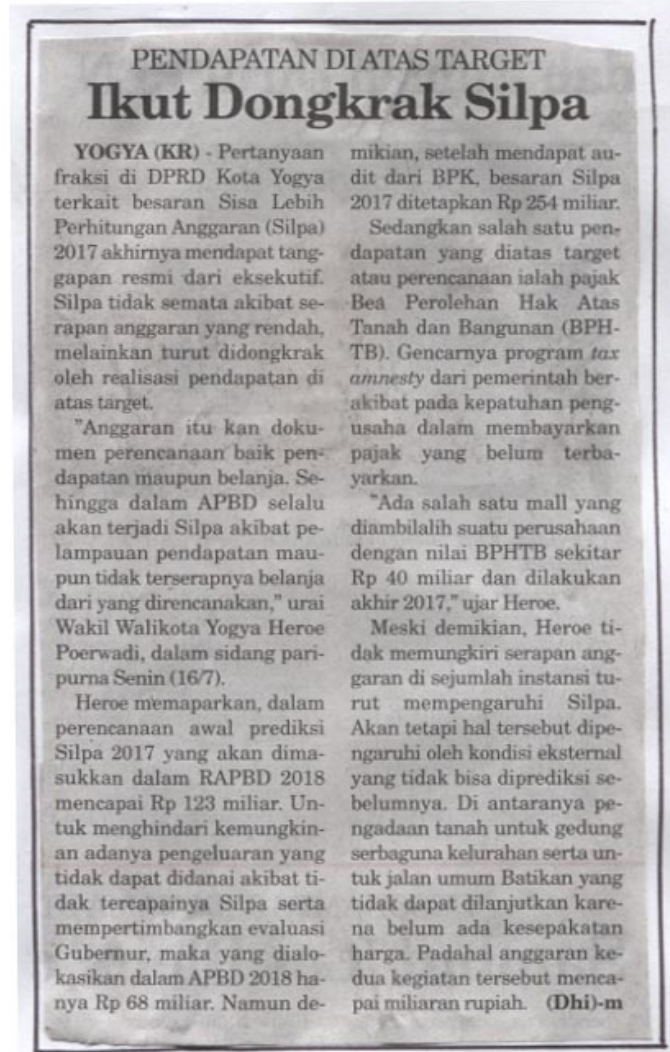 PENDAPATAN DI ATAS TARGET
Ikut Dongkrak Silpa
YOGYA (KR) - Pertanyaan
fraksi di DPRD Kota Yogya
terkait besaran Sisa Lebih
Perhitungan Anggaran (Silpa)
2017 akhirnya mendapat tang-
gapan resmi dari eksekutif.
Silpa tidak semata akibat se-
rapan anggaran yang rendah,
melainkan turut didongkrak
oleh realisasi pendapatan di
atas target.
"Anggaran itu kan doku-
men perencanaan baik pen-
dapatan maupun belanja. Se-
hingga dalam APBD selalu
akan terjadi Silpa akibat pe-
lampauan pendapatan mau-
pun tidak terserapnya belanja
dari yang direncanakan," urai
Wakil Walikota Yogya Heroe
Poerwadi, dalam sidang pari-
purna Senin (16/7).
Heroe memaparkan, dalam
perencanaan awal prediksi
Silpa 2017 yang akan dima-
sukkan dalam RAPBD 2018
mencapai Rp 123 miliar. Un-
tuk menghindari kemungkin-
an adanya pengeluaran yang
tidak dapat didanai akibat ti-
dak tercapainya Silpa serta
mempertimbangkan evaluasi
Gubernur, maka yang dialo-
kasikan dalam APBD 2018 ha-
nya Rp 68 miliar. Namun de-
mikian, setelah mendapat au-
dit dari BPK, besaran Silpa
2017 ditetapkan Rp 254 miliar.
Sedangkan salah satu pen-
dapatan yang diatas target
atau perencanaan ialah pajak
Bea Perolehan Hak Atas
Tanah dan Bangunan (BPH-
TB). Gencarnya program tax
amnesty dari pemerintah ber-
akibat pada kepatuhan peng-
usaha dalam membayarkan
pajak yang belum terba-
yarkan.
"Ada salah satu mall yang
diambilalih suatu perusahaan
dengan nilai BPHTB sekitar
Rp 40 miliar dan dilakukan
akhir 2017," ujar Heroe.
Meski demikian, Heroe ti-
dak memungkiri serapan ang-
garan di sejumlah instansi tu-
rut mempengaruhi Silpa.
Akan tetapi hal tersebut dipe-
ngaruhi oleh kondisi eksternal
yang tidak bisa diprediksi se-
belumnya. Di antaranya pe-
ngadaan tanah untuk gedung
serbaguna kelurahan serta un-
tuk jalan umum Batikan yang
tidak dapat dilanjutkan kare-
na belum ada kesepakatan
harga. Padahal anggaran ke-
dua kegiatan tersebut menca-
pai miliaran rupiah. (Dhi)-m